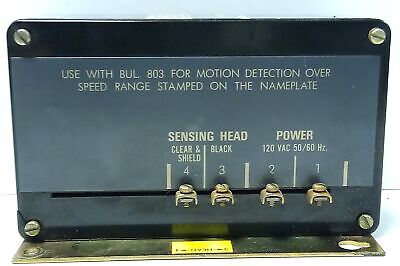 USE WITH BUL. 803 FOR MOTION DETECTION OVER
SPEED RANGE STAMPED ON THE NAMEPLATE
SENSING HEAD POWER
CLEAR & BLACK 120 VAC 50/60 Hz.
SHIELD
4 3 2 1